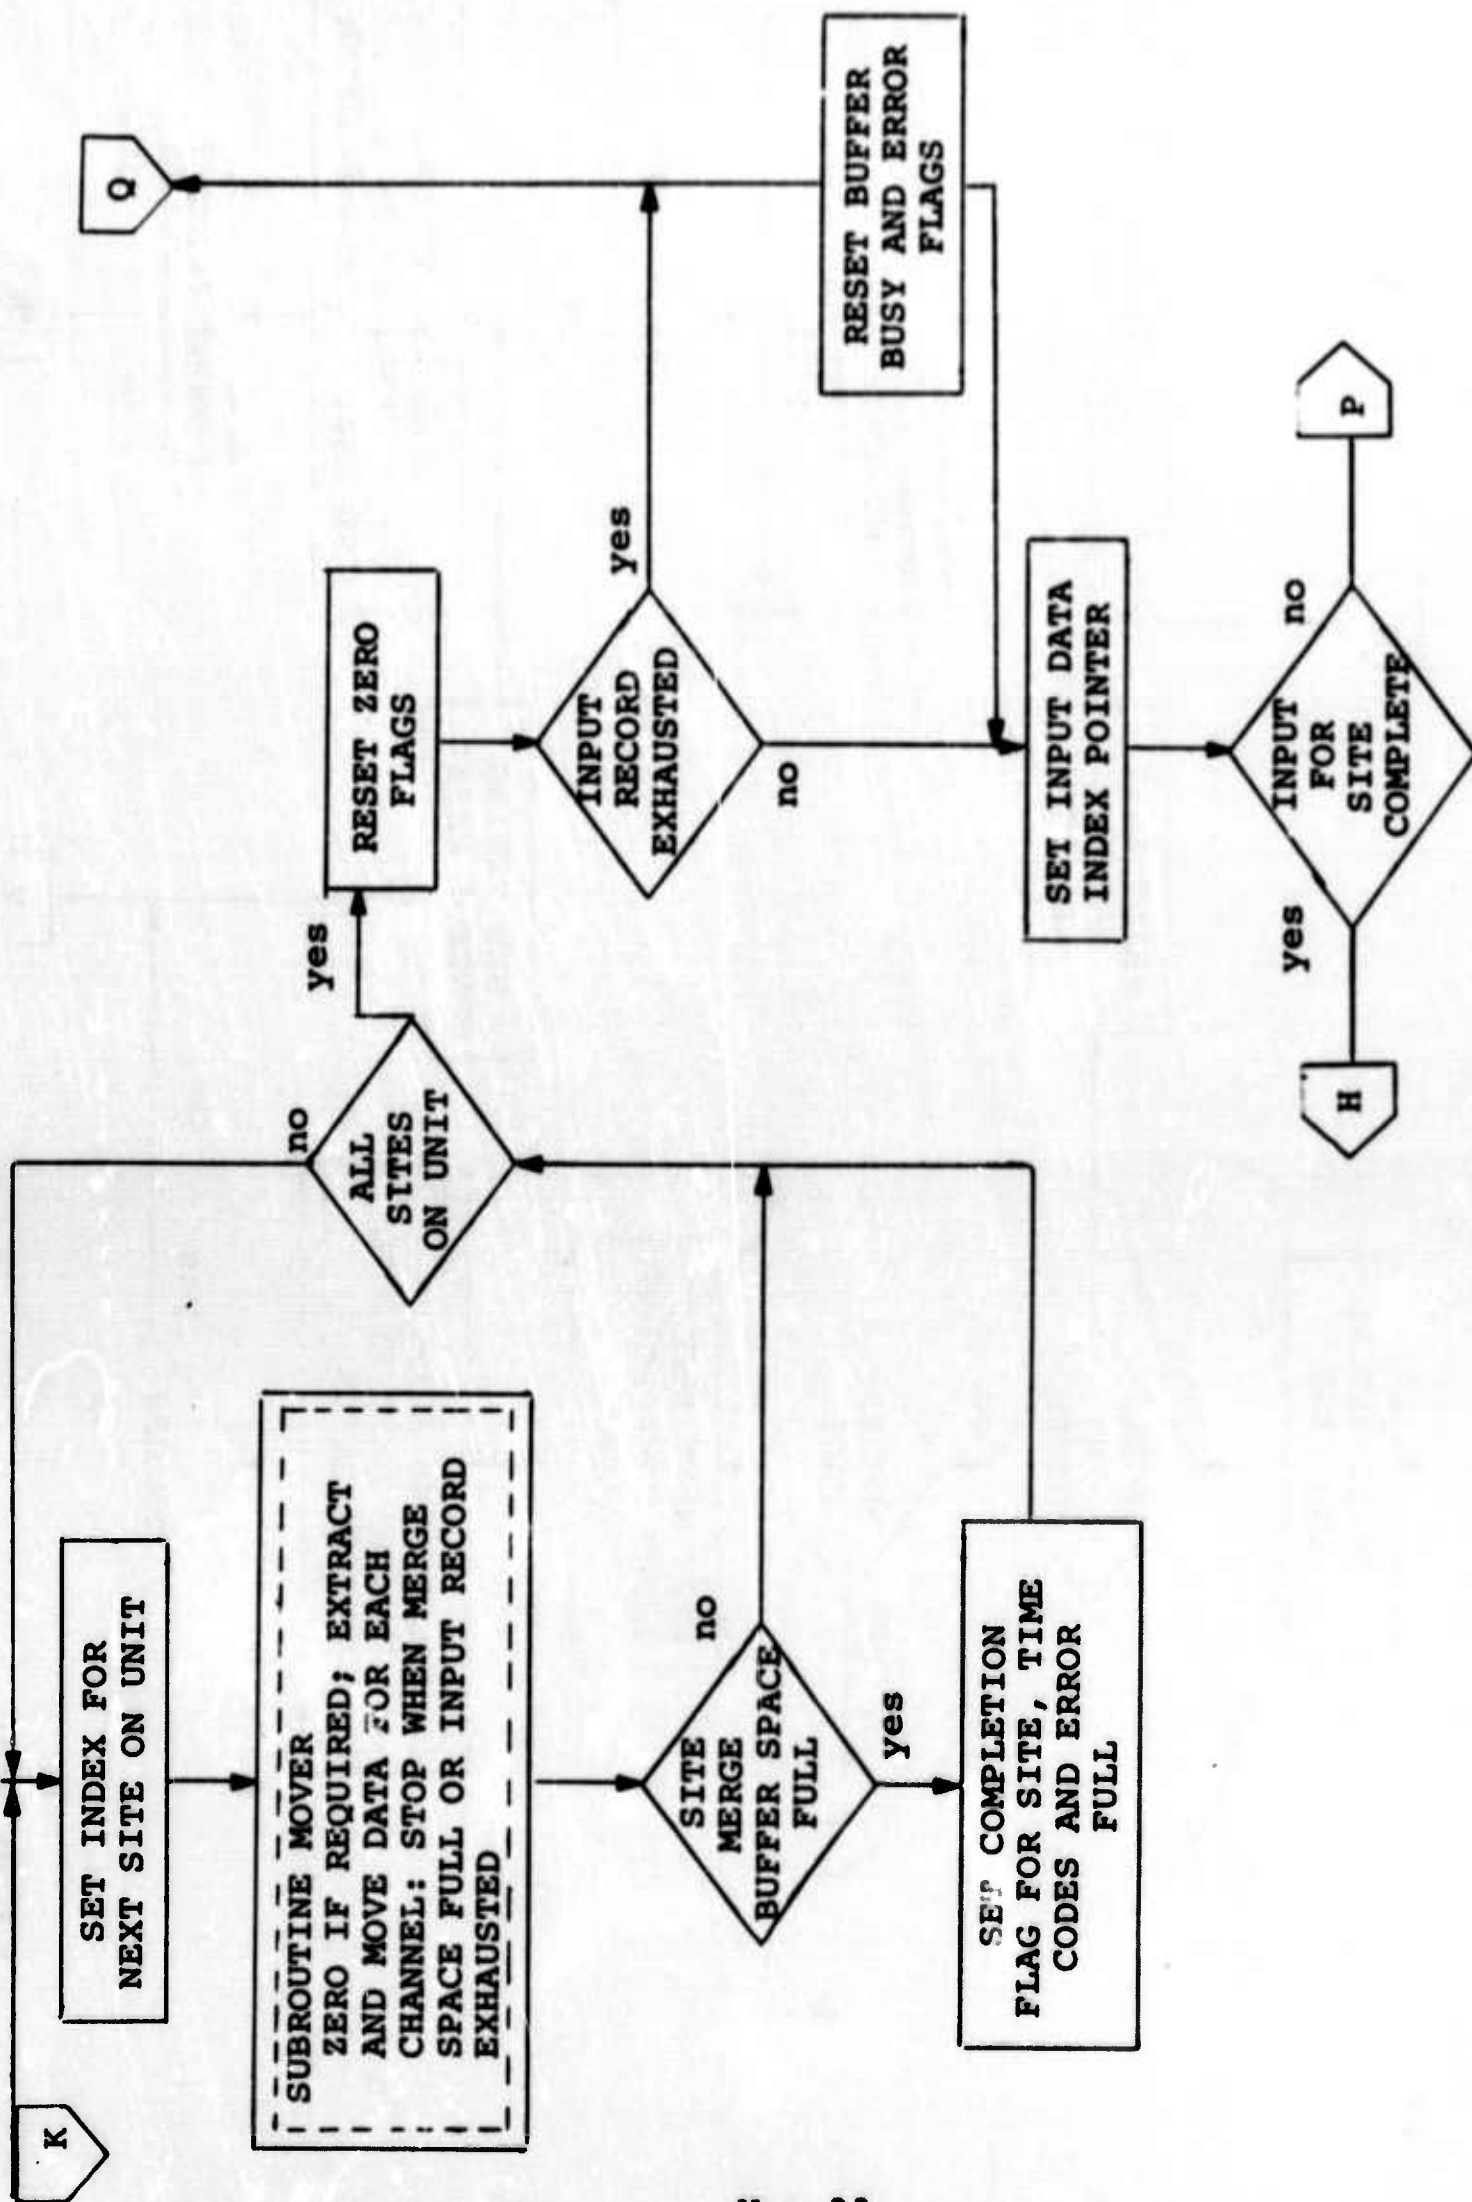 K
SET INDEX FOR
NEXT SITE ON UNIT
SUBROUTINE MOVER
ZERO IF REQUIRED; EXTRACT
AND MOVE DATA FOR EACH
CHANNEL: STOP WHEN MERGE
SPACE FULL OR INPUT RECORD
EXHAUSTED
SITE
MERGE
BUFFER SPACE
FULL
no
yes
SET COMPLETION
FLAG FOR SITE, TIME
CODES AND ERROR
FULL
ALL
SITES
ON UNIT
no
yes
RESET ZERO
FLAGS
INPUT
RECORD
EXHAUSTED
yes
no
Q
RESET BUFFER
BUSY AND ERROR
FLAGS
SET INPUT DATA
INDEX POINTER
INPUT
FOR
SITE
COMPLETE
yes
no
H
P